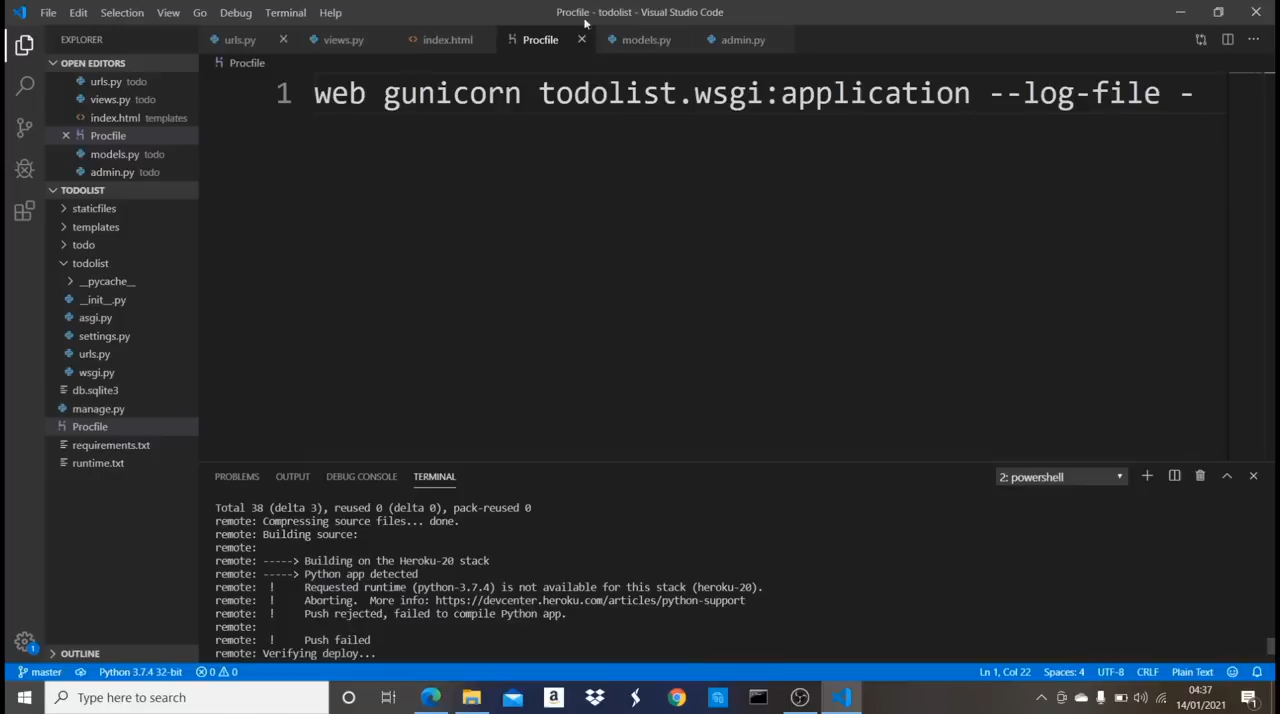 File Edit Selection View Go Debug Terminal Help
Procfile - todolist - Visual Studio Code
EXPLORER
urls.py
views.py
index.html
Procfile
models.py
admin.py
OPEN EDITORS
urls.py todo
views.py todo
index.html templates
Procfile
models.py todo
admin.py todo
TODOLIST
staticfiles
templates
todo
todolist
__pycache__
__init__.py
asgi.py
settings.py
urls.py
wsgi.py
db.sqlite3
manage.py
Procfile
requirements.txt
runtime.txt
OUTLINE
Procfile
1 web gunicorn todolist.wsgi:application --log-file -
PROBLEMS OUTPUT DEBUG CONSOLE TERMINAL
2: powershell
Total 38 (delta 3), reused 0 (delta 0), pack-reused 0
remote: Compressing source files... done.
remote: Building source:
remote:
remote: -----> Building on the Heroku-20 stack
remote: -----> Python app detected
remote: ! Requested runtime (python-3.7.4) is not available for this stack (heroku-20).
remote: ! Aborting. More info: https://devcenter.heroku.com/articles/python-support
remote: ! Push rejected, failed to compile Python app.
remote:
remote: ! Push failed
remote: Verifying deploy...
1
master Python 3.7.4 32-bit 0 0
Ln 1, Col 22 Spaces: 4 UTF-8 CRLF Plain Text
Type here to search
04:37
14/01/2021
1